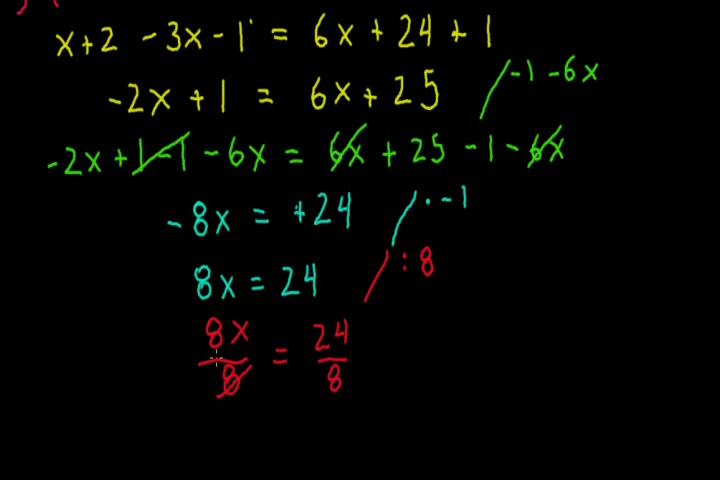 x+2 -3x-1 = 6x+24+1
-2x+1 = 6x+25 /-1 -6x
-2x+1-1-6x = 6x+25-1-6x
-8x = +24 /·-1
8x = 24 /:8
8x/8 = 24/8